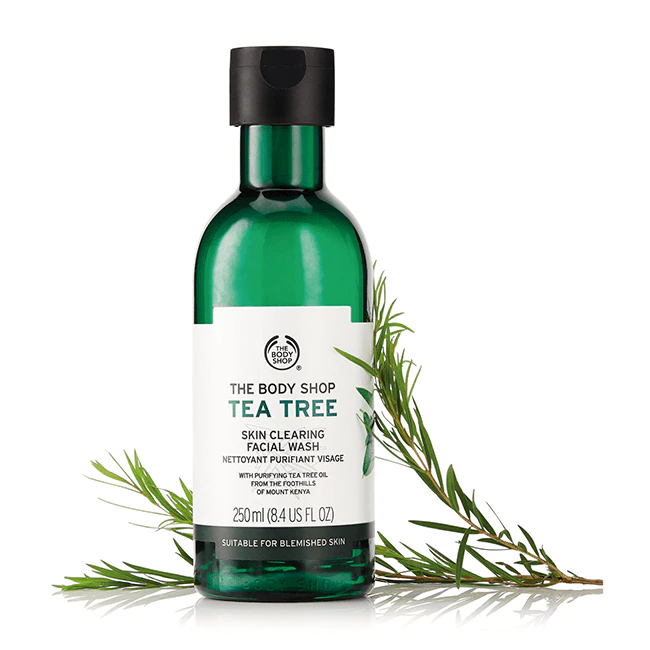 THE
BODY
SHOP
®
THE BODY SHOP
TEA TREE
SKIN CLEARING
FACIAL WASH
NETTOYANT PURIFIANT VISAGE
WITH PURIFYING TEA TREE OIL
FROM THE FOOTHILLS
OF MOUNT KENYA
250 ml (8.4 US FL OZ)
SUITABLE FOR BLEMISHED SKIN